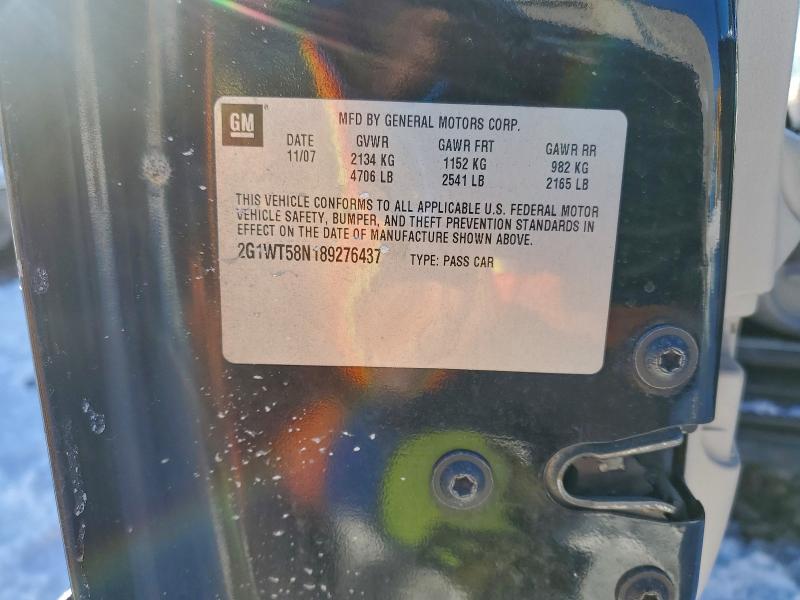 GM
MFD BY GENERAL MOTORS CORP.
DATE GVWR GAWR FRT GAWR RR
11/07 2134 KG 1152 KG 982 KG
4706 LB 2541 LB 2165 LB
THIS VEHICLE CONFORMS TO ALL APPLICABLE U.S. FEDERAL MOTOR
VEHICLE SAFETY, BUMPER, AND THEFT PREVENTION STANDARDS IN
EFFECT ON THE DATE OF MANUFACTURE SHOWN ABOVE.
2G1WT58N189276437 TYPE: PASS CAR